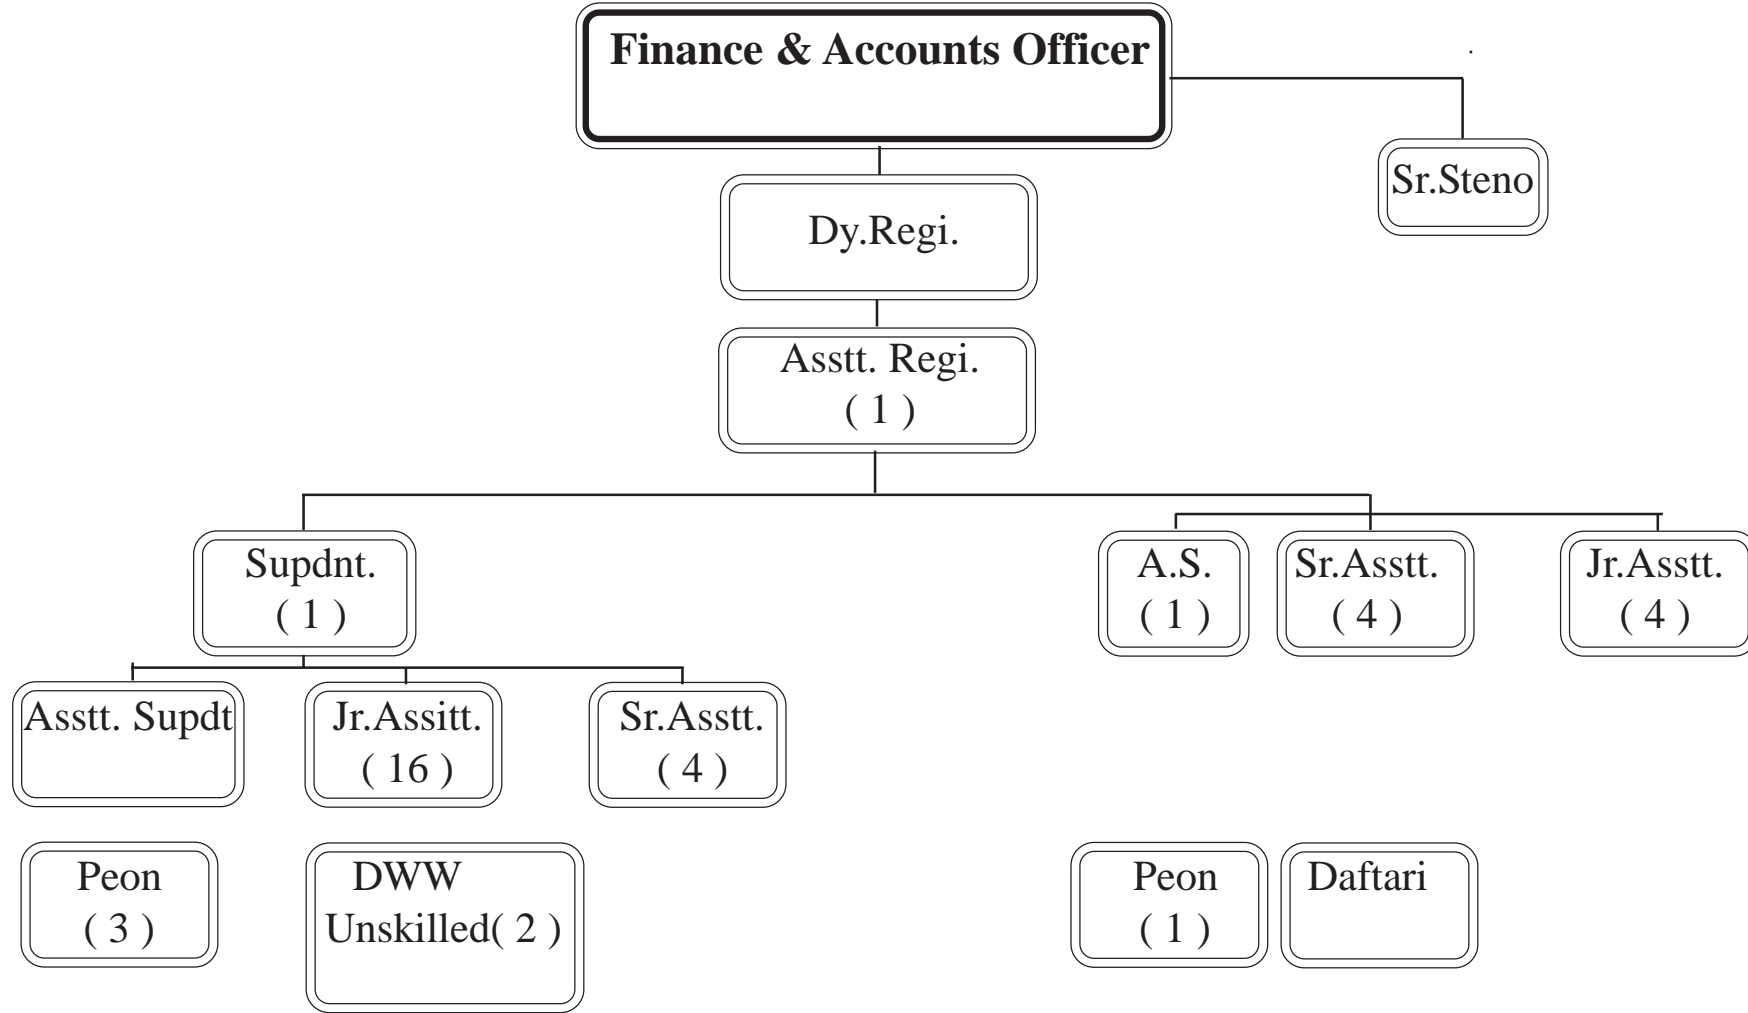 Finance & Accounts Officer
Sr.Steno
Dy.Regi.
Asstt. Regi.
( 1 )
Supdnt.
( 1 )
A.S.
( 1 )
Sr.Asstt.
( 4 )
Jr.Asstt.
( 4 )
Asstt. Supdt
Jr.Assitt.
( 16 )
Sr.Asstt.
( 4 )
Peon
( 3 )
DWW
Unskilled( 2 )
Peon
( 1 )
Daftari